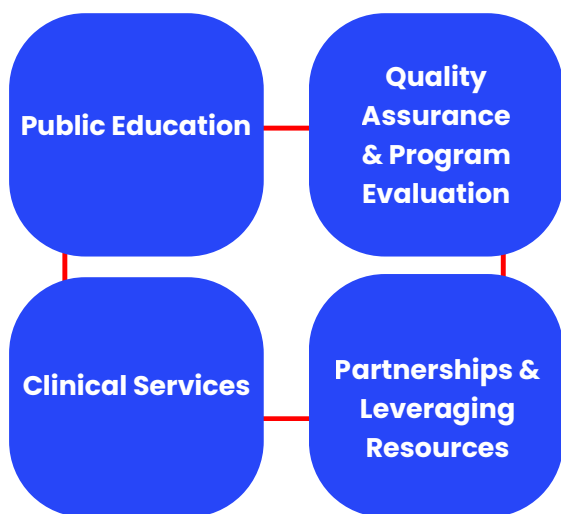 Public Education
Quality
Assurance
& Program
Evaluation
Clinical Services
Partnerships &
Leveraging
Resources